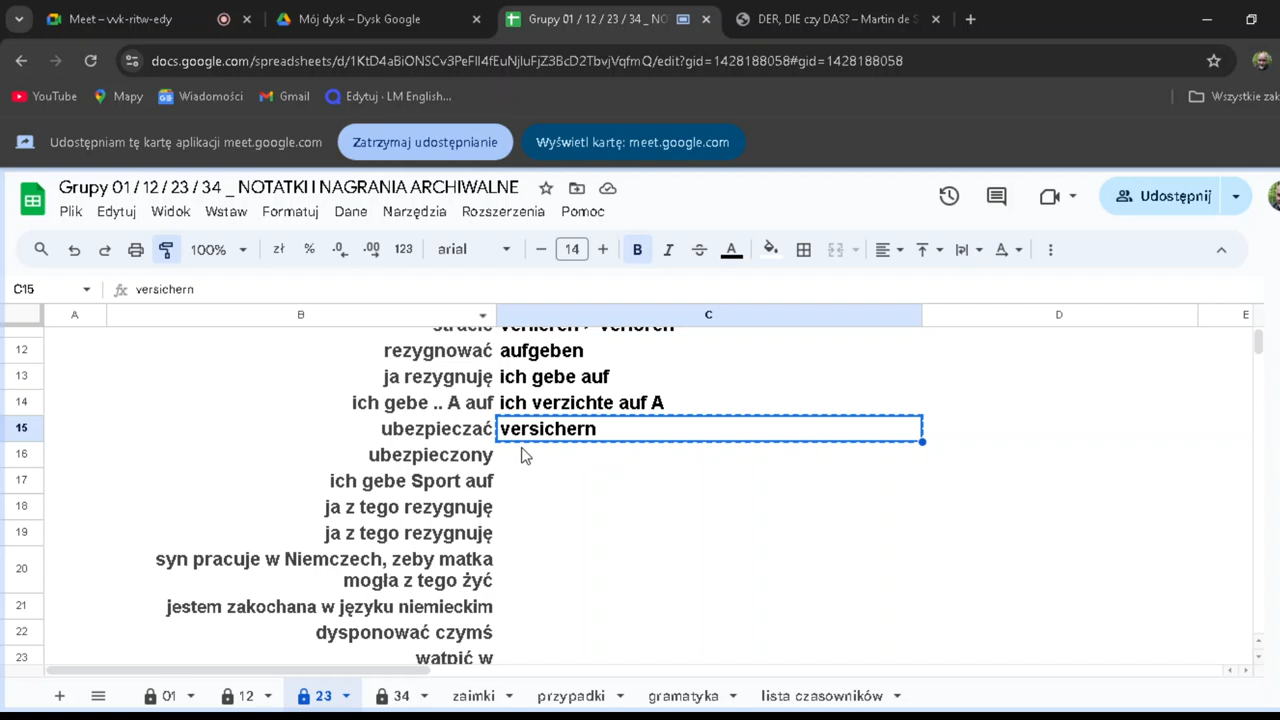 Meet – vvk-ritw-edy
Mój dysk – Dysk Google
Grupy 01 / 12 / 23 / 34 _ NO
DER, DIE czy DAS? – Martin de S
docs.google.com/spreadsheets/d/1KtD4aBiONSCv3PeFlI4fEuNjluFjZ3BcD2TbvjVqfmQ/edit?gid=1428188058#gid=1428188058
YouTube
Mapy
Wiadomości
Gmail
Edytuj · LM English...
Wszystkie zak
Udostępniam tę kartę aplikacji meet.google.com
Zatrzymaj udostępnianie
Wyświetl kartę: meet.google.com
Grupy 01 / 12 / 23 / 34 _ NOTATKI I NAGRANIA ARCHIWALNE
Plik Edytuj Widok Wstaw Formatuj Dane Narzędzia Rozszerzenia Pomoc
Udostępnij
100% zł % .0 .00 123 arial 14 B I
C15 fx versichern
A B C D E
stracić verlieren > verloren
12 rezygnować aufgeben
13 ja rezygnuję ich gebe auf
14 ich gebe .. A auf ich verzichte auf A
15 ubezpieczać versichern
16 ubezpieczony
17 ich gebe Sport auf
18 ja z tego rezygnuję
19 ja z tego rezygnuję
20 syn pracuje w Niemczech, zeby matka
mogła z tego żyć
21 jestem zakochana w języku niemieckim
22 dysponować czymś
23 wątpić w
01 12 23 34 zaimki przypadki gramatyka lista czasowników